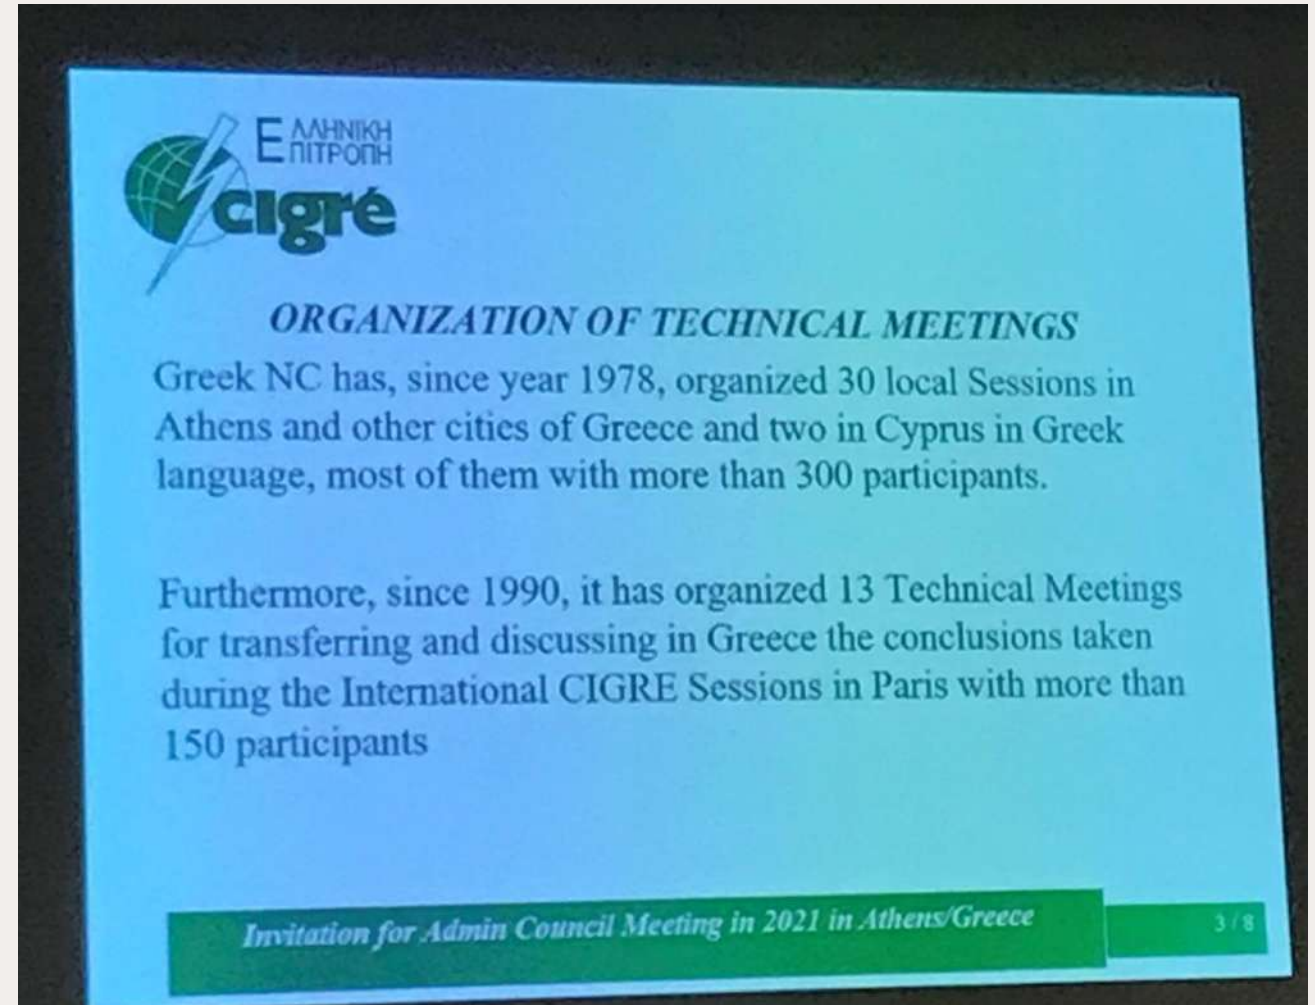 ΕΛΛΗΝΙΚΗ
ΕΠΙΤΡΟΠΗ
cigré
ORGANIZATION OF TECHNICAL MEETINGS
Greek NC has, since year 1978, organized 30 local Sessions in
Athens and other cities of Greece and two in Cyprus in Greek
language, most of them with more than 300 participants.
Furthermore, since 1990, it has organized 13 Technical Meetings
for transferring and discussing in Greece the conclusions taken
during the International CIGRE Sessions in Paris with more than
150 participants
Invitation for Admin Council Meeting in 2021 in Athens/Greece
3 / 8